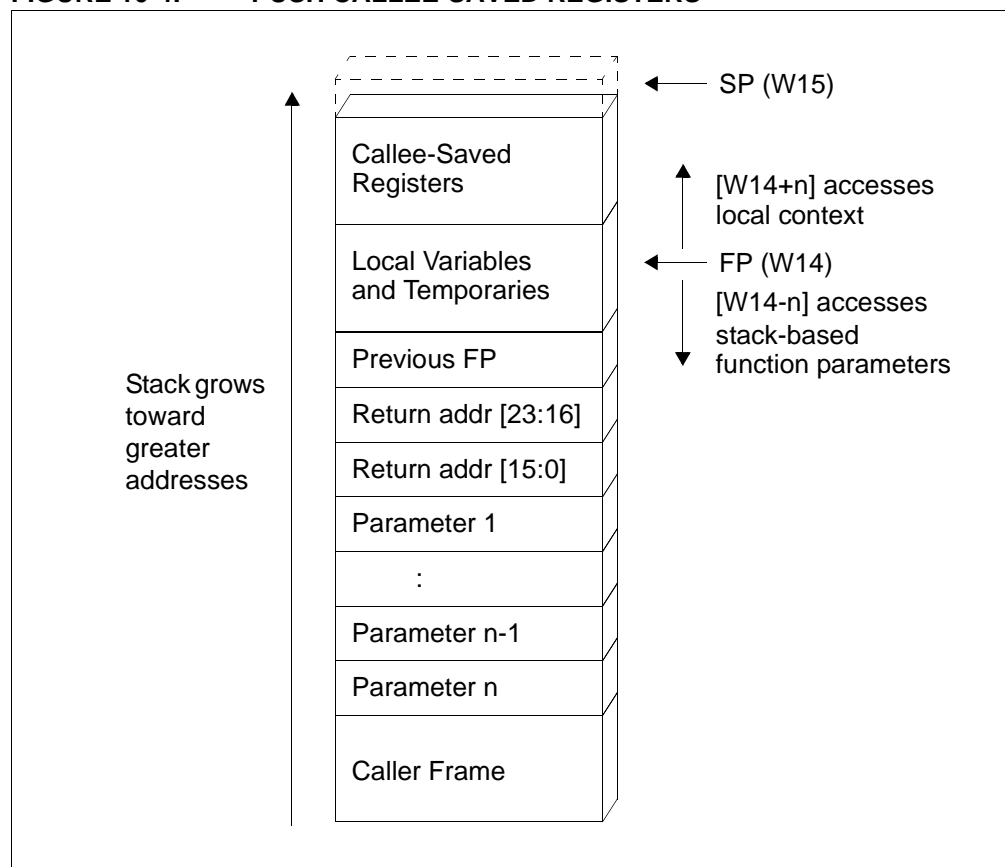 SP (W15)
Callee-Saved
Registers
[W14+n] accesses
local context
Local Variables
and Temporaries
FP (W14)
[W14-n] accesses
stack-based
function parameters
Previous FP
Stack grows
toward
greater
addresses
Return addr [23:16]
Return addr [15:0]
Parameter 1
:
Parameter n-1
Parameter n
Caller Frame